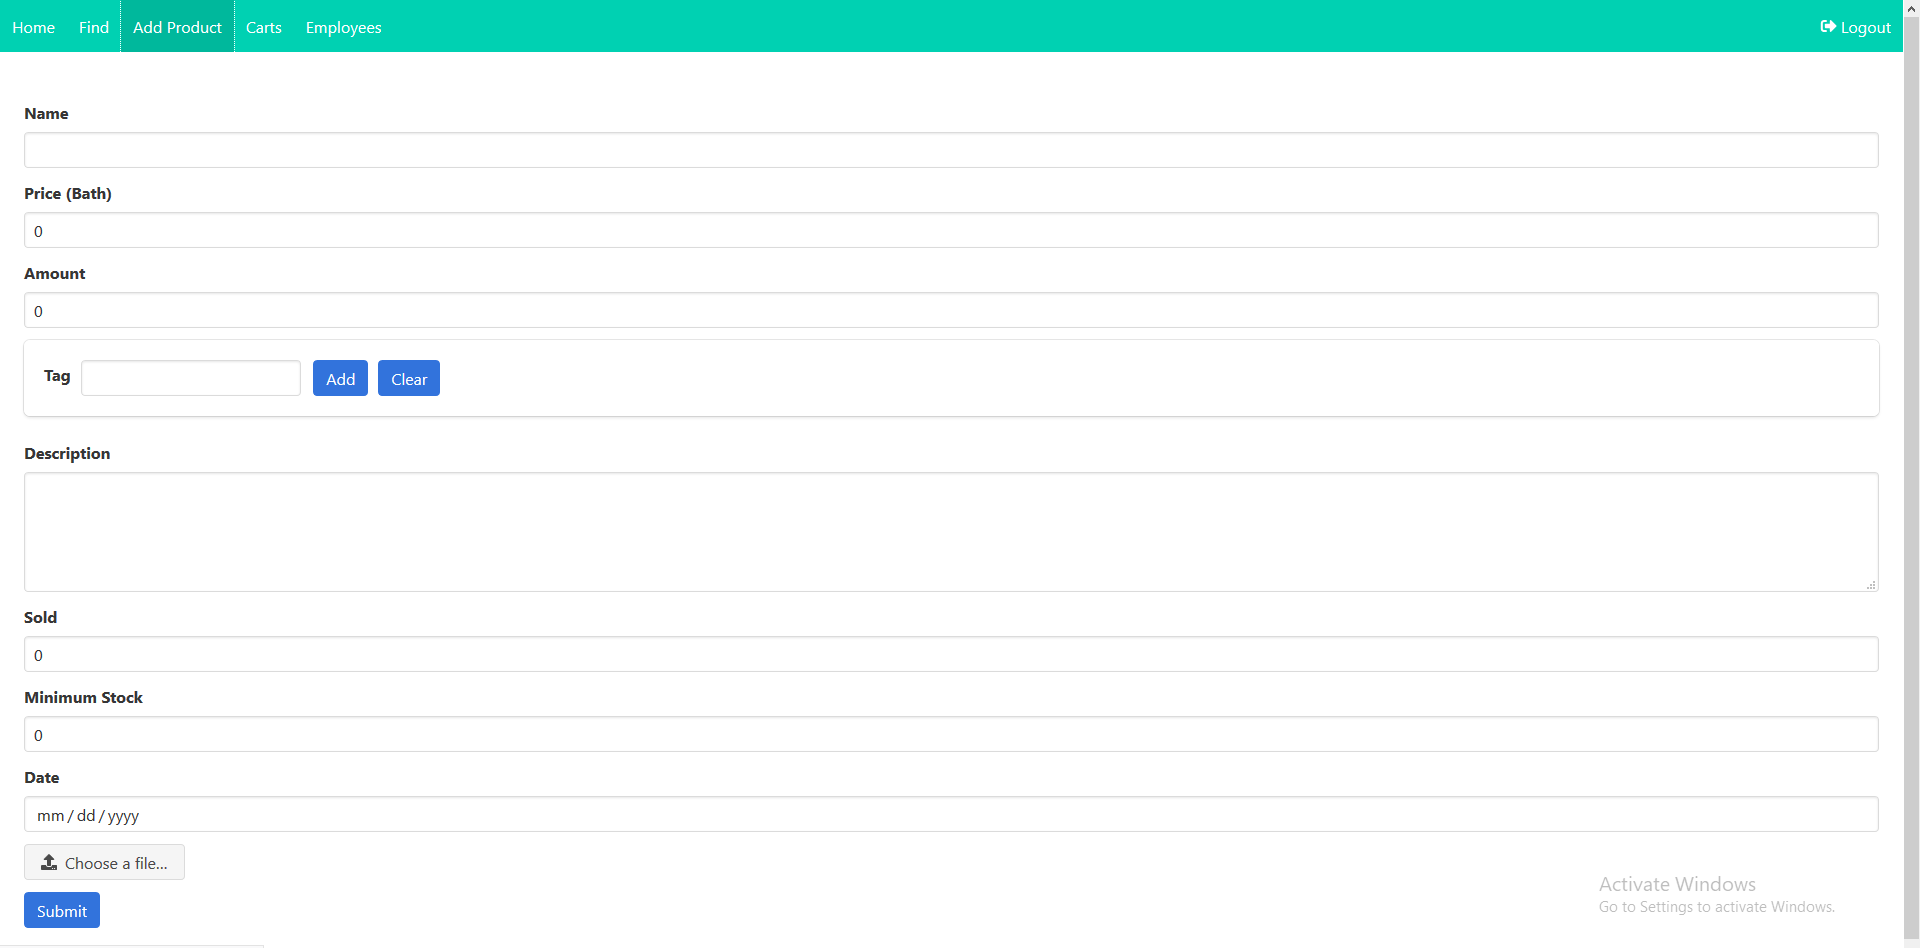 Home Find Add Product Carts Employees Logout
Name
Price (Bath)
0
Amount
0
Tag Add Clear
Description
Sold
0
Minimum Stock
0
Date
mm/dd/yyyy
Choose a file...
Submit
Activate Windows
Go to Settings to activate Windows.